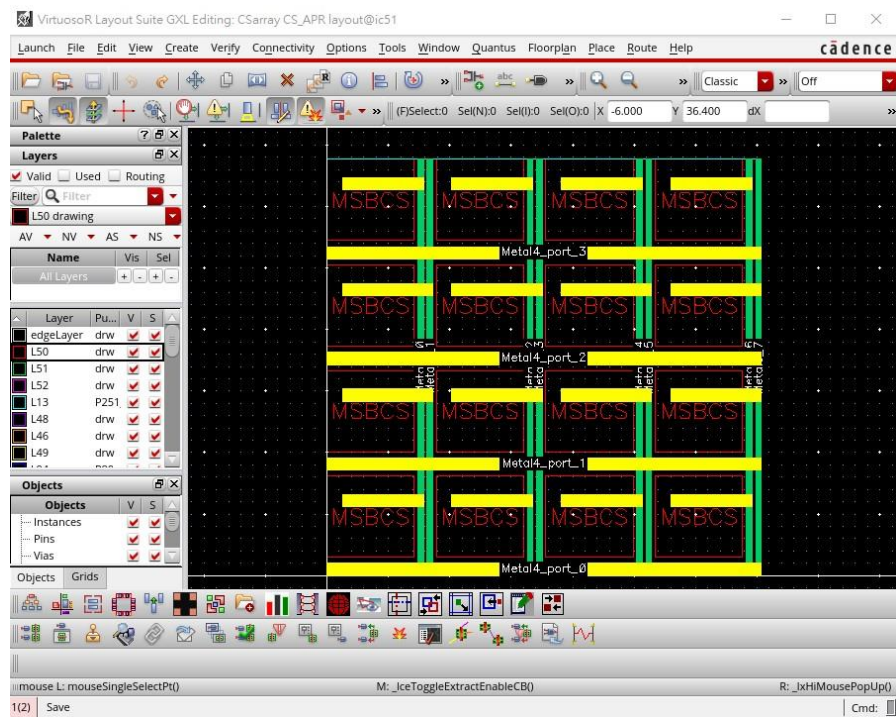 VirtuosoR Layout Suite GXL Editing: CSarray CS_APR layout@ic51
Launch File Edit View Create Verify Connectivity Options Tools Window Quantus Floorplan Place Route Help cādence
» abc » » Classic » Off
» (F)Select:0 Sel(N):0 Sel(I):0 Sel(O):0 X -6.000 Y 36.400 dX »
Palette ?
Layers
Valid Used Routing
Filter Filter
L50 drawing
AV NV AS NS
Name Vis Sel
All Layers + - + -
Layer Pu... V S
edgeLayer drw
L50 drw
L51 drw
L52 drw
L13 P251
L48 drw
L46 drw
L49 drw
Objects
Objects V S
Instances
Pins
Vias
Objects Grids
MSBCS MSBCS MSBCS MSBCS
Metal4_port_3
MSBCS MSBCS MSBCS MSBCS
Metal4_port_2
MSBCS MSBCS MSBCS MSBCS
Metal4_port_1
MSBCS MSBCS MSBCS MSBCS
Metal4_port_0
mouse L: mouseSingleSelectPt() M: _IceToggleExtractEnableCB() R: _lxHiMousePopUp()
1(2) Save Cmd: